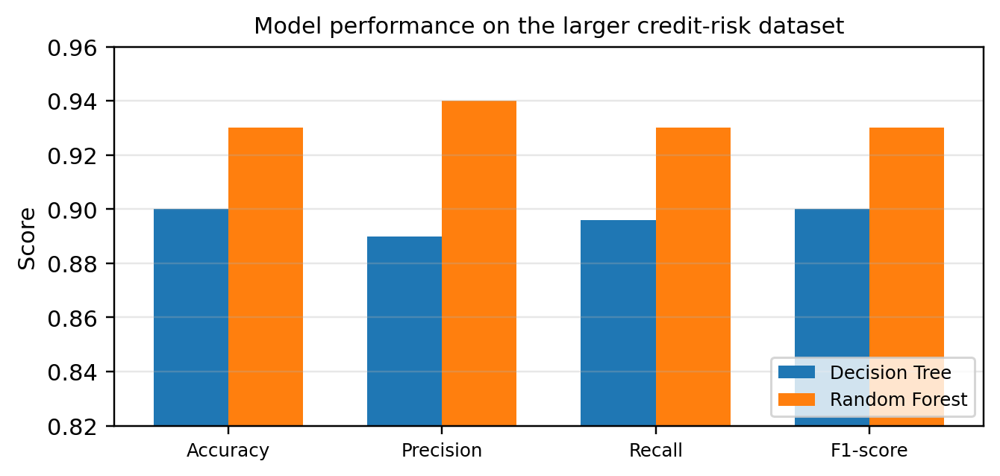 Model performance on the larger credit-risk dataset
0.96
0.94
0.92
0.90
0.88
0.86
0.84
0.82
Score
Decision Tree
Random Forest
Accuracy Precision Recall F1-score